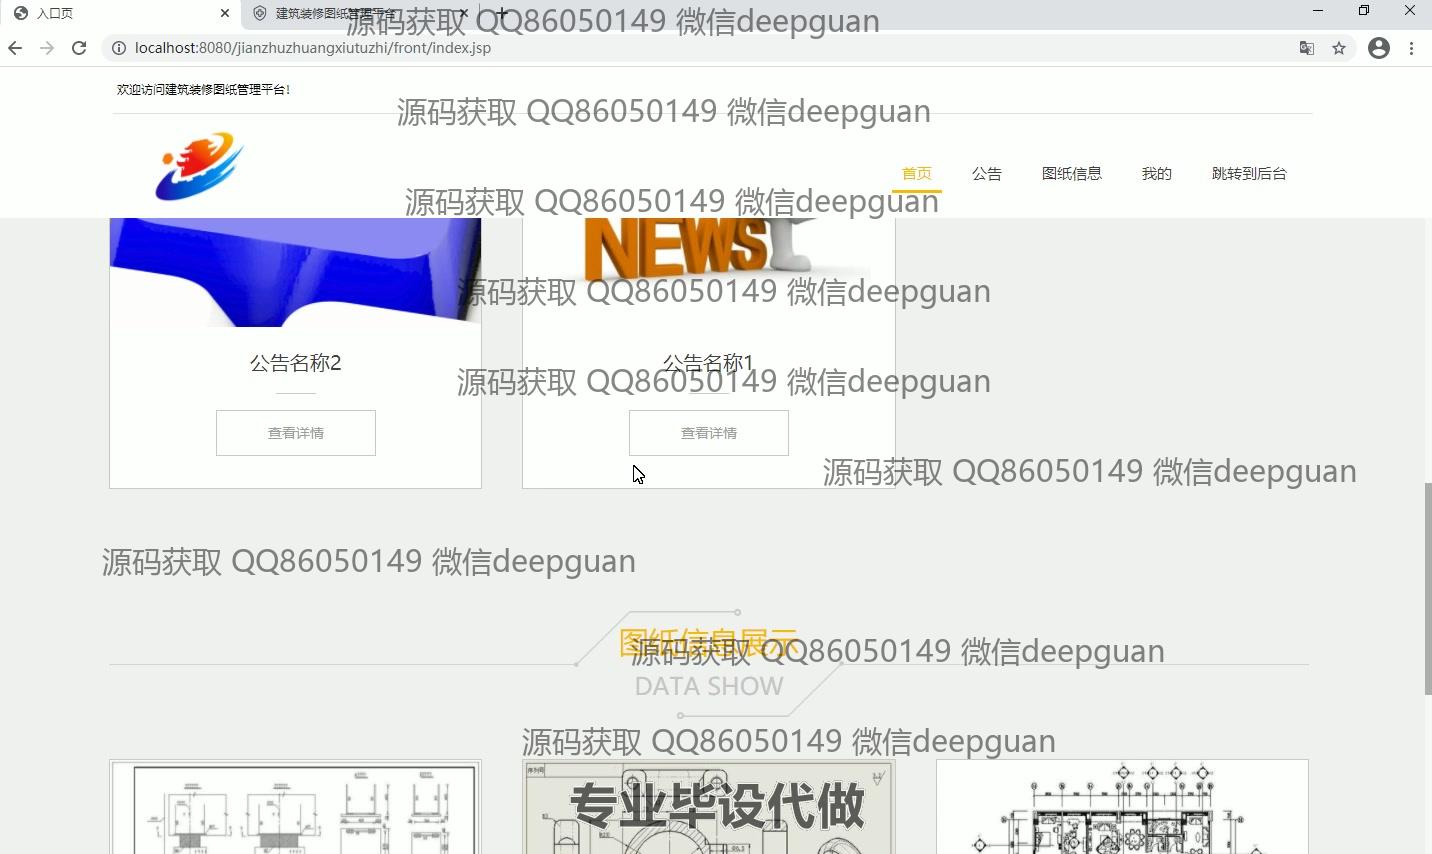 入口页
建筑装修图纸管理平台
源码获取 QQ86050149 微信deepguan
localhost:8080/jianzhuzhuangxiutuzhi/front/index.jsp
欢迎访问建筑装修图纸管理平台！
源码获取 QQ86050149 微信deepguan
首页 公告 图纸信息 我的 跳转到后台
源码获取 QQ86050149 微信deepguan
NEWS
源码获取 QQ86050149 微信deepguan
公告名称2 公告名称1
源码获取 QQ86050149 微信deepguan
查看详情 查看详情
源码获取 QQ86050149 微信deepguan
源码获取 QQ86050149 微信deepguan
图纸信息展示
源码获取 QQ86050149 微信deepguan
DATA SHOW
源码获取 QQ86050149 微信deepguan
专业毕设代做